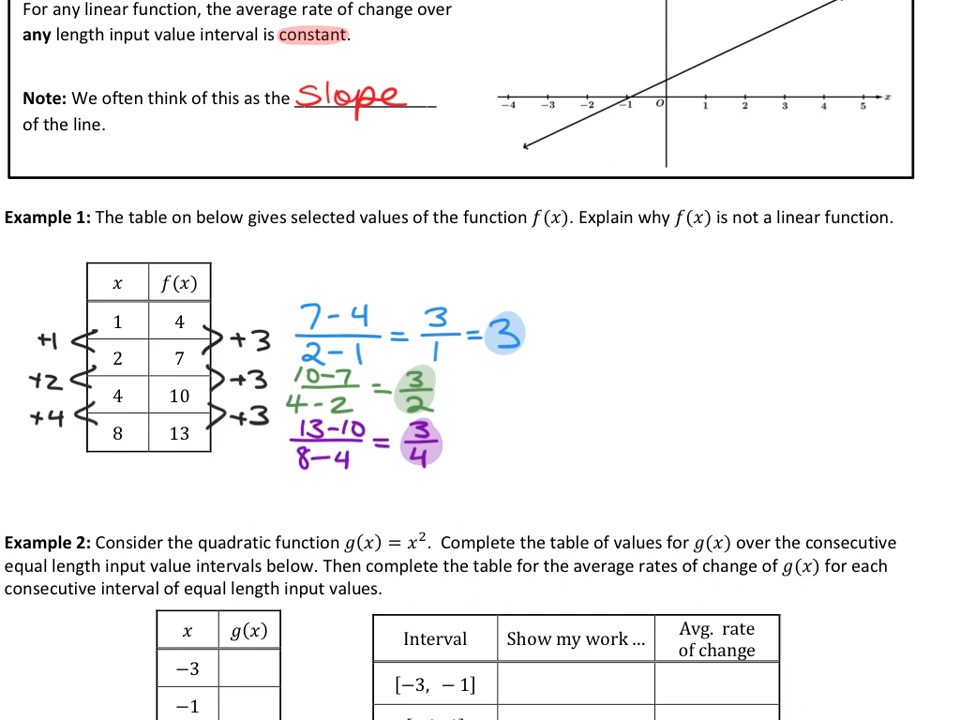 For any linear function, the average rate of change over
any length input value interval is constant.
Note: We often think of this as the slope
of the line.
-4 -3 -2 -1 O 1 2 3 4 5 x
Example 1: The table on below gives selected values of the function f(x). Explain why f(x) is not a linear function.
x f(x)
1 4
2 7
4 10
8 13
+1
+2
+4
+3
+3
+3
7-4/2-1 = 3/1 = 3
10-7/4-2 = 3/2
13-10/8-4 = 3/4
Example 2: Consider the quadratic function g(x) = x². Complete the table of values for g(x) over the consecutive
equal length input value intervals below. Then complete the table for the average rates of change of g(x) for each
consecutive interval of equal length input values.
x g(x)
−3
−1
Interval Show my work ... Avg. rate
of change
[−3, − 1]